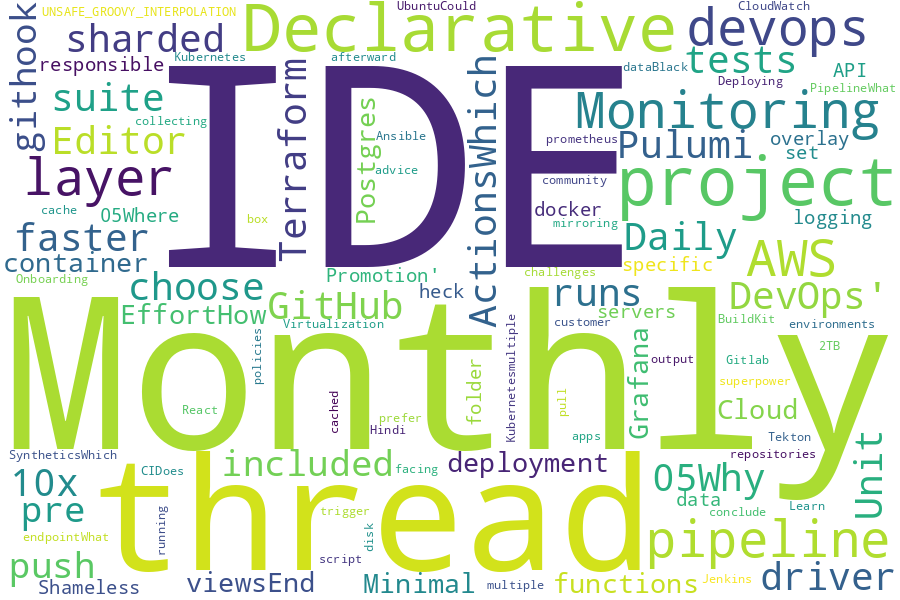 UNSAFE_GROOVY_INTERPOLATION
UbuntuCould
CloudWatch
Declarative
devops
sharded
githook
responsible
Kubernetes
afterward
dataBlack
tests
API
Deploying
PipelineWhat
IDE
suite
collecting
Editor
Terraform
Postgres
Ansible
advice
ActionsWhich
Monitoring
prometheus
Pulumi
overlay
set
layer
community
project
cache
O5Where
box
docker
mirroring
logging
faster
container
Onboarding
choose
Promotion'
heck
challenges
Daily
specific
AWS
DevOps'
EffortHow
GitHub
Virtualization
runs
customer
servers
BuildKit
environments
Monthly
policies
React
cached
prefer
Hindi
folder
Kubernetesmultiple
pull
apps
Grafana
output
Gitlab
2TB
superpower
Cloud
Tekton
repositories
SyntheticsWhich
CIDoes
included
facing
deployment
Unit
10x
pre
thread
O5Why
data
Learn
conclude
endpointWhat
running
trigger
disk
script
pipeline
push
Shameless
viewsEnd
Minimal
multiple
functions
Jenkins
driver